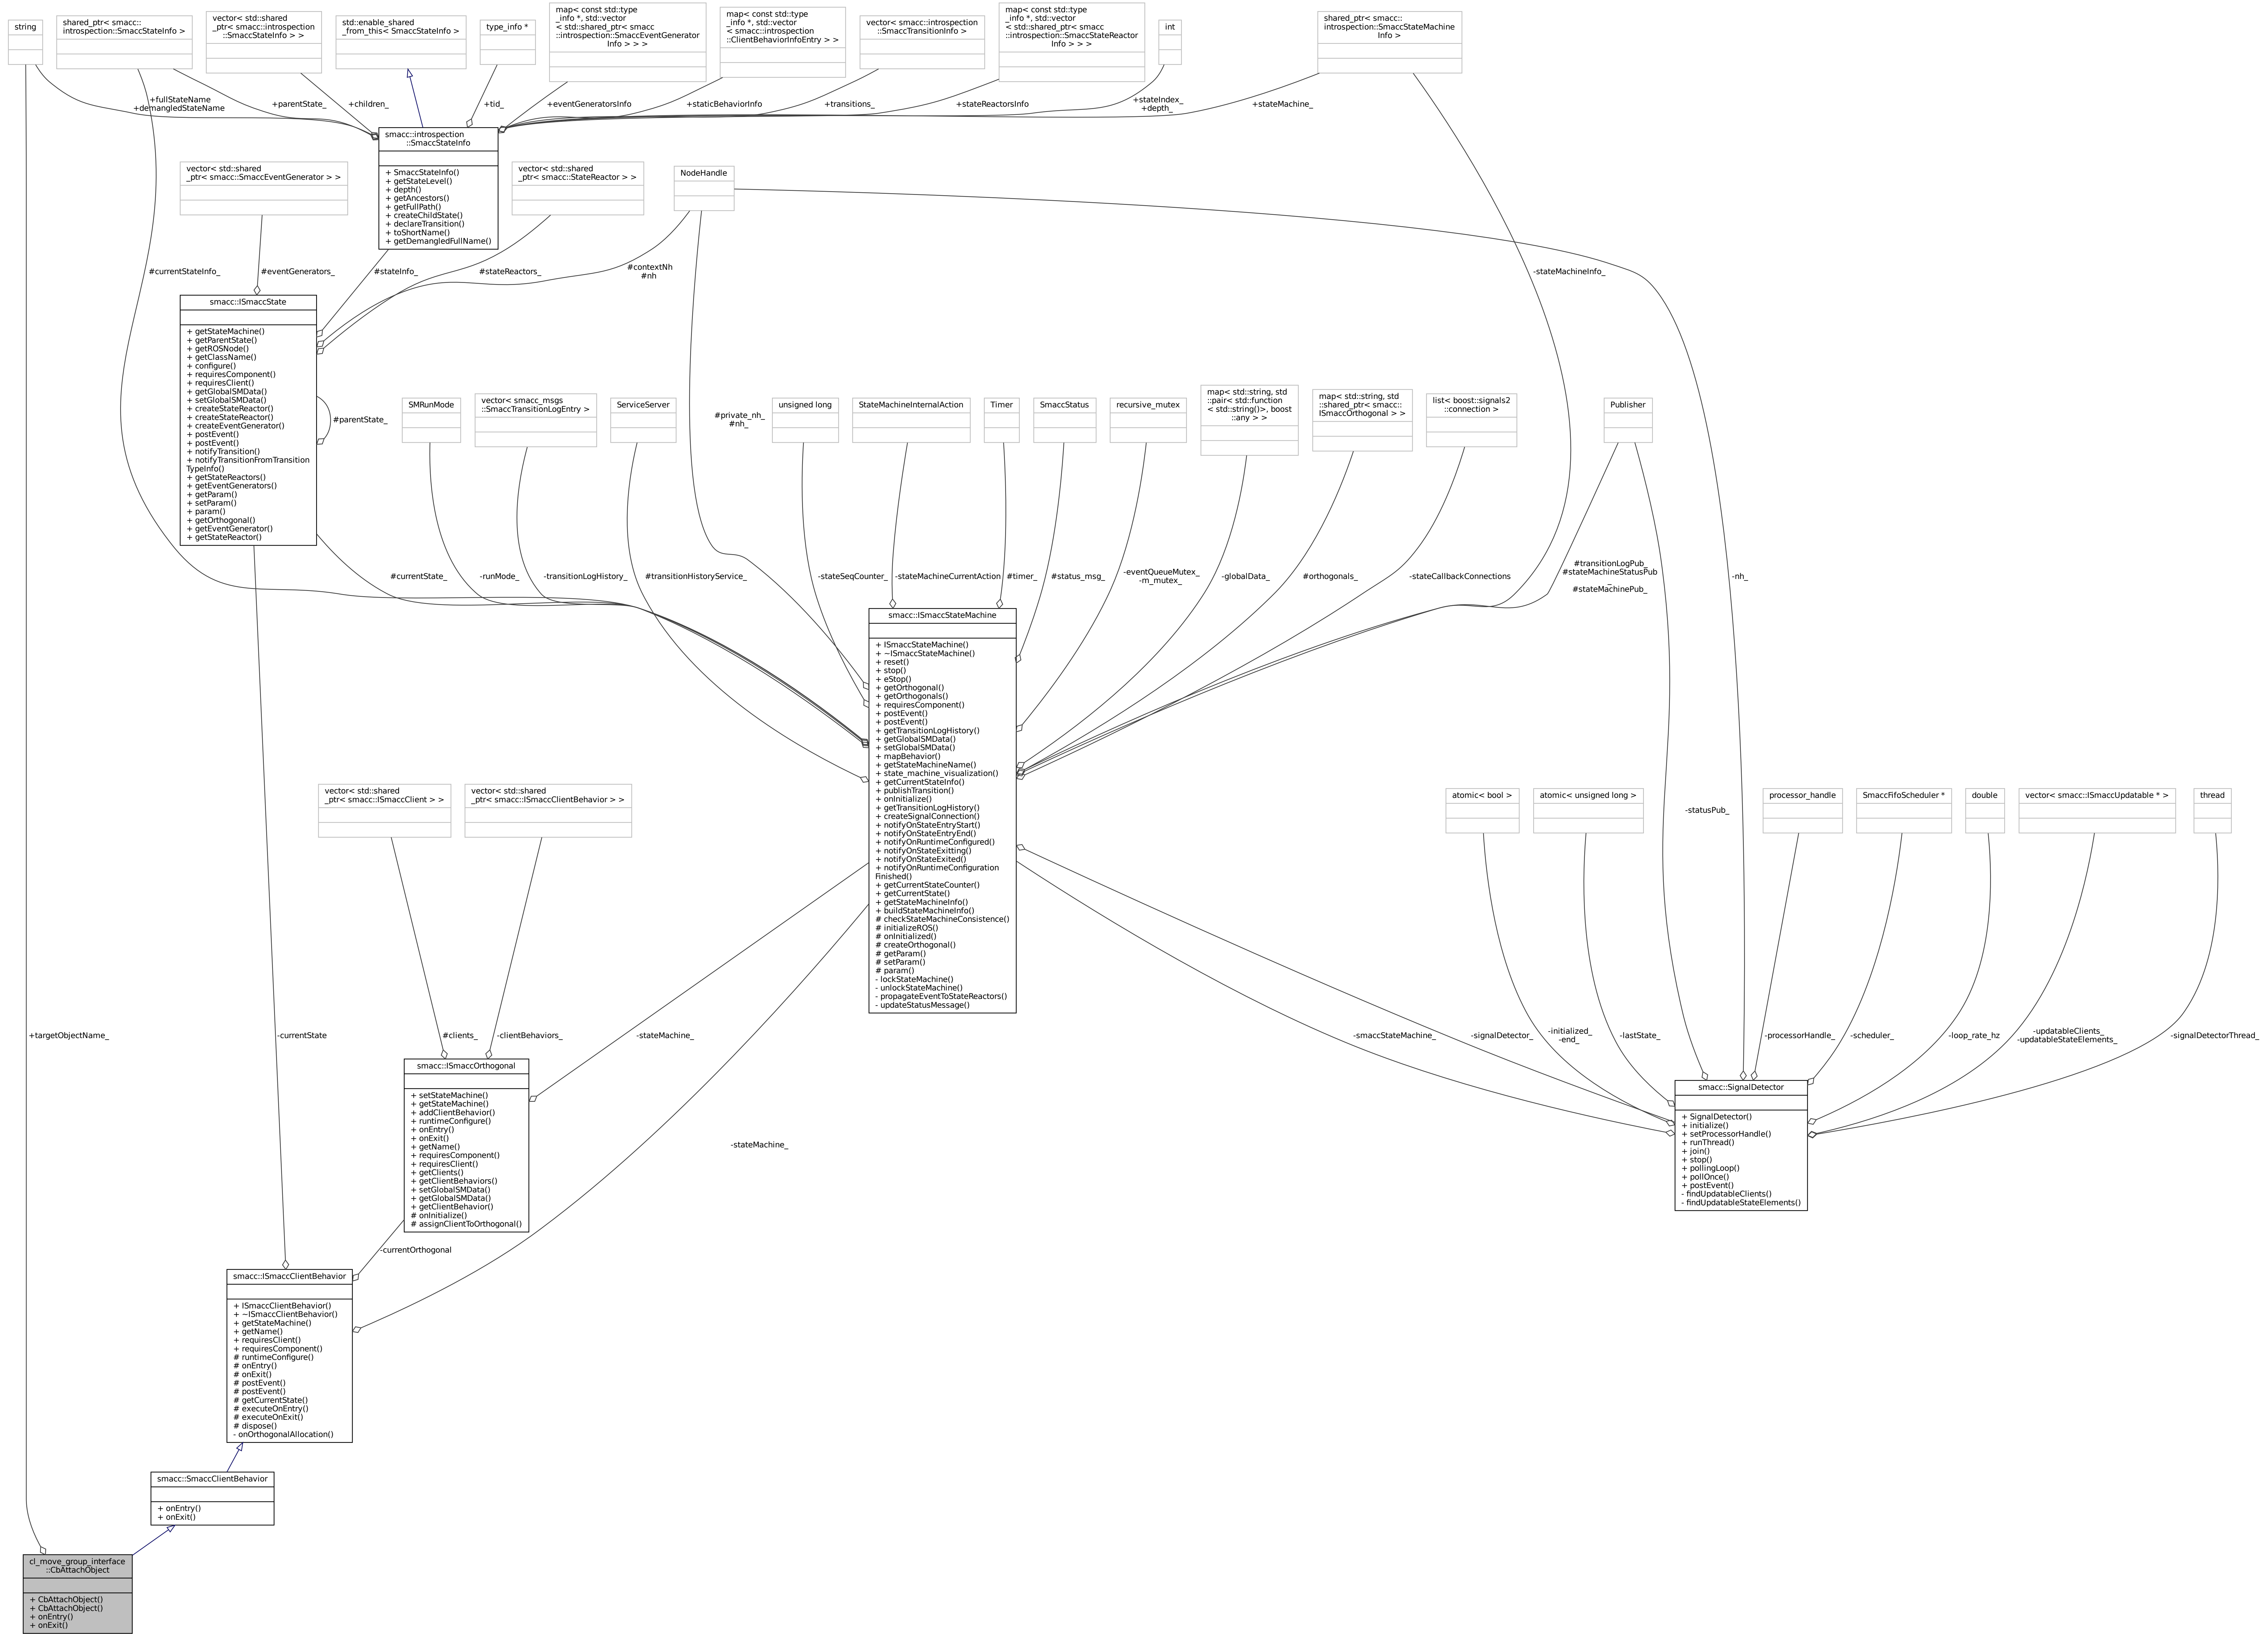 string
shared_ptr< smacc::
introspection::SmaccStateInfo >
vector< std::shared
_ptr< smacc::introspection
::SmaccStateInfo > >
std::enable_shared
_from_this< SmaccStateInfo >
type_info *
map< const std::type
_info *, std::vector
< std::shared_ptr< smacc
::introspection::SmaccEventGenerator
Info > > >
map< const std::type
_info *, std::vector
< smacc::introspection
::ClientBehaviorInfoEntry > >
vector< smacc::introspection
::SmaccTransitionInfo >
map< const std::type
_info *, std::vector
< std::shared_ptr< smacc
::introspection::SmaccStateReactor
Info > > >
int
shared_ptr< smacc::
introspection::SmaccStateMachine
Info >
+fullStateName
+demangledStateName
+parentState_
+children_
+tid_
+eventGeneratorsInfo
+staticBehaviorInfo
+transitions_
+stateReactorsInfo
+stateIndex_
+depth_
+stateMachine_
smacc::introspection
::SmaccStateInfo
+ SmaccStateInfo()
+ getStateLevel()
+ depth()
+ getAncestors()
+ getFullPath()
+ createChildState()
+ declareTransition()
+ toShortName()
+ getDemangledFullName()
vector< std::shared
_ptr< smacc::SmaccEventGenerator > >
vector< std::shared
_ptr< smacc::StateReactor > >
NodeHandle
#currentStateInfo_
#eventGenerators_
#stateInfo_
#stateReactors_
#contextNh
#nh
-stateMachineInfo_
smacc::ISmaccState
+ getStateMachine()
+ getParentState()
+ getROSNode()
+ getClassName()
+ configure()
+ requiresComponent()
+ requiresClient()
+ getGlobalSMData()
+ setGlobalSMData()
+ createStateReactor()
+ createStateReactor()
+ createEventGenerator()
+ postEvent()
+ postEvent()
+ notifyTransition()
+ notifyTransitionFromTransition
TypeInfo()
+ getStateReactors()
+ getEventGenerators()
+ getParam()
+ setParam()
+ param()
+ getOrthogonal()
+ getEventGenerator()
+ getStateReactor()
#parentState_
SMRunMode
vector< smacc_msgs
::SmaccTransitionLogEntry >
ServiceServer
#private_nh_
#nh_
unsigned long
StateMachineInternalAction
Timer
SmaccStatus
recursive_mutex
map< std::string, std
::pair< std::function
< std::string()>, boost
::any > >
map< std::string, std
::shared_ptr< smacc::
ISmaccOrthogonal > >
list< boost::signals2
::connection >
Publisher
#currentState_
-runMode_
-transitionLogHistory_
#transitionHistoryService_
-stateSeqCounter_
-stateMachineCurrentAction
#timer_
#status_msg_
-eventQueueMutex_
-m_mutex_
-globalData_
#orthogonals_
-stateCallbackConnections
#transitionLogPub_
#stateMachineStatusPub
_
#stateMachinePub_
-nh_
smacc::ISmaccStateMachine
+ ISmaccStateMachine()
+ ~ISmaccStateMachine()
+ reset()
+ stop()
+ eStop()
+ getOrthogonal()
+ getOrthogonals()
+ requiresComponent()
+ postEvent()
+ postEvent()
+ getTransitionLogHistory()
+ getGlobalSMData()
+ setGlobalSMData()
+ mapBehavior()
+ getStateMachineName()
+ state_machine_visualization()
+ getCurrentStateInfo()
+ publishTransition()
+ onInitialize()
+ getTransitionLogHistory()
+ createSignalConnection()
+ notifyOnStateEntryStart()
+ notifyOnStateEntryEnd()
+ notifyOnRuntimeConfigured()
+ notifyOnStateExitting()
+ notifyOnStateExited()
+ notifyOnRuntimeConfiguration
Finished()
+ getCurrentStateCounter()
+ getCurrentState()
+ getStateMachineInfo()
+ buildStateMachineInfo()
# checkStateMachineConsistence()
# initializeROS()
# onInitialized()
# createOrthogonal()
# getParam()
# setParam()
# param()
- lockStateMachine()
- unlockStateMachine()
- propagateEventToStateReactors()
- updateStatusMessage()
vector< std::shared
_ptr< smacc::ISmaccClient > >
vector< std::shared
_ptr< smacc::ISmaccClientBehavior > >
atomic< bool >
atomic< unsigned long >
-statusPub_
processor_handle
SmaccFifoScheduler *
double
vector< smacc::ISmaccUpdatable * >
thread
+targetObjectName_
-currentState
#clients_
-clientBehaviors_
-stateMachine_
-smaccStateMachine_
-signalDetector_
-initialized_
-end_
-lastState_
-processorHandle_
-scheduler_
-loop_rate_hz
-updatableClients_
-updatableStateElements_
-signalDetectorThread_
smacc::ISmaccOrthogonal
+ setStateMachine()
+ getStateMachine()
+ addClientBehavior()
+ runtimeConfigure()
+ onEntry()
+ onExit()
+ getName()
+ requiresComponent()
+ requiresClient()
+ getClients()
+ getClientBehaviors()
+ setGlobalSMData()
+ getGlobalSMData()
+ getClientBehavior()
# onInitialize()
# assignClientToOrthogonal()
-stateMachine_
smacc::SignalDetector
+ SignalDetector()
+ initialize()
+ setProcessorHandle()
+ runThread()
+ join()
+ stop()
+ pollingLoop()
+ pollOnce()
+ postEvent()
- findUpdatableClients()
- findUpdatableStateElements()
-currentOrthogonal
smacc::ISmaccClientBehavior
+ ISmaccClientBehavior()
+ ~ISmaccClientBehavior()
+ getStateMachine()
+ getName()
+ requiresClient()
+ requiresComponent()
# runtimeConfigure()
# onEntry()
# onExit()
# postEvent()
# postEvent()
# getCurrentState()
# executeOnEntry()
# executeOnExit()
# dispose()
- onOrthogonalAllocation()
smacc::SmaccClientBehavior
+ onEntry()
+ onExit()
cl_move_group_interface
::CbAttachObject
+ CbAttachObject()
+ CbAttachObject()
+ onEntry()
+ onExit()